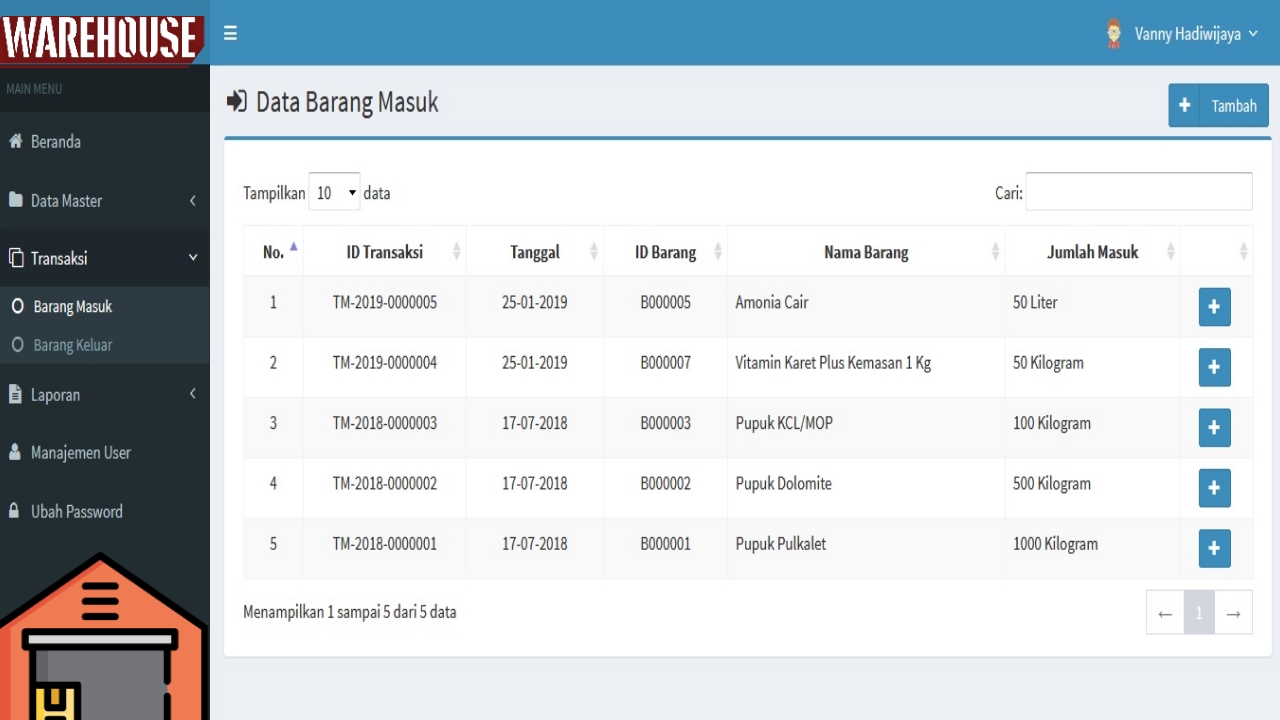 WAREHOUSE
Vanny Hadiwijaya
MAIN MENU
Beranda
Data Master
Transaksi
Barang Masuk
Barang Keluar
Laporan
Manajemen User
Ubah Password
Data Barang Masuk
Tambah
Tampilkan 10 data
Cari:
No. ID Transaksi Tanggal ID Barang Nama Barang Jumlah Masuk
1 TM-2019-0000005 25-01-2019 B000005 Amonia Cair 50 Liter
2 TM-2019-0000004 25-01-2019 B000007 Vitamin Karet Plus Kemasan 1 Kg 50 Kilogram
3 TM-2018-0000003 17-07-2018 B000003 Pupuk KCL/MOP 100 Kilogram
4 TM-2018-0000002 17-07-2018 B000002 Pupuk Dolomite 500 Kilogram
5 TM-2018-0000001 17-07-2018 B000001 Pupuk Pulkalet 1000 Kilogram
Menampilkan 1 sampai 5 dari 5 data
← 1 →